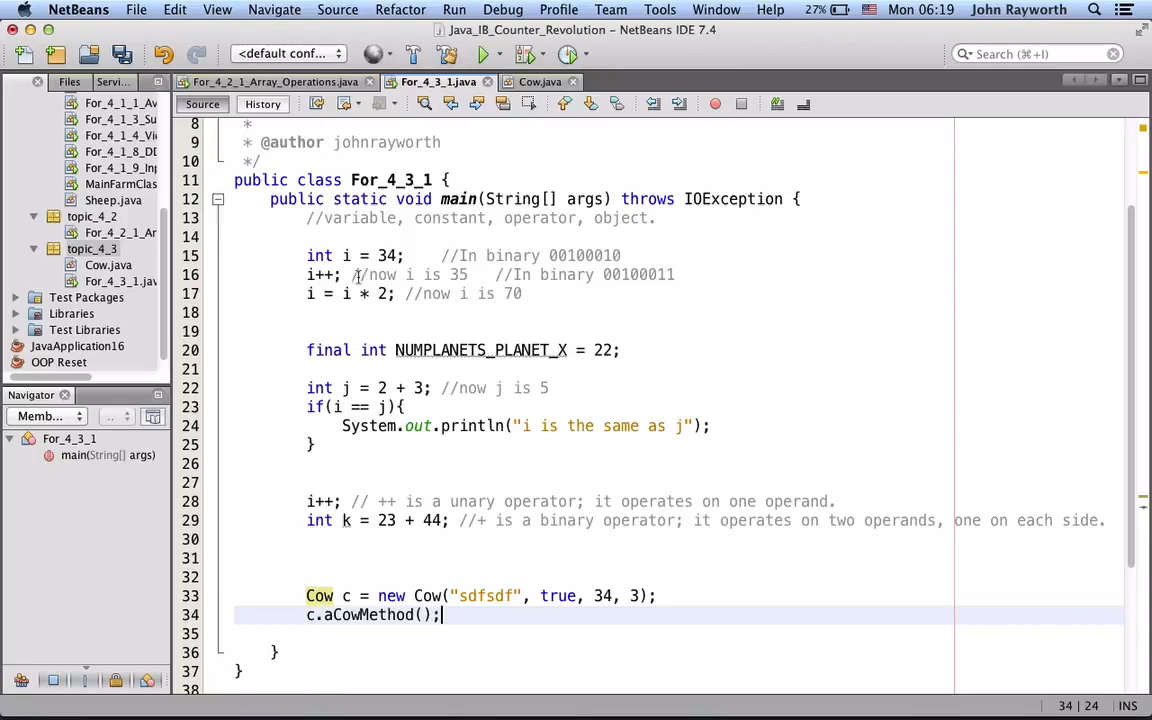 NetBeans File Edit View Navigate Source Refactor Run Debug Profile Team Tools Window Help 27% Mon 06:19 John Rayworth
Java_IB_Counter_Revolution - NetBeans IDE 7.4
<default conf...
Search (⌘+I)
Files Servi...
For_4_2_1_Array_Operations.java For_4_3_1.java Cow.java
Source History
For_4_1_1_Av
For_4_1_3_Su
For_4_1_4_Vi
For_4_1_8_DD
For_4_1_9_Inp
MainFarmClas
Sheep.java
topic_4_2
For_4_2_1_Ar
topic_4_3
Cow.java
For_4_3_1.jav
Test Packages
Libraries
Test Libraries
JavaApplication16
OOP Reset
Navigator
Memb...
For_4_3_1
main(String[] args)
8 *
9 * @author johnrayworth
10 */
11 public class For_4_3_1 {
12 public static void main(String[] args) throws IOException {
13 //variable, constant, operator, object.
14
15 int i = 34; //In binary 00100010
16 i++; //now i is 35 //In binary 00100011
17 i = i * 2; //now i is 70
18
19
20 final int NUMPLANETS_PLANET_X = 22;
21
22 int j = 2 + 3; //now j is 5
23 if(i == j){
24 System.out.println("i is the same as j");
25 }
26
27
28 i++; // ++ is a unary operator; it operates on one operand.
29 int k = 23 + 44; //+ is a binary operator; it operates on two operands, one on each side.
30
31
32
33 Cow c = new Cow("sdfsdf", true, 34, 3);
34 c.aCowMethod();
35
36 }
37 }
38
34 | 24 INS